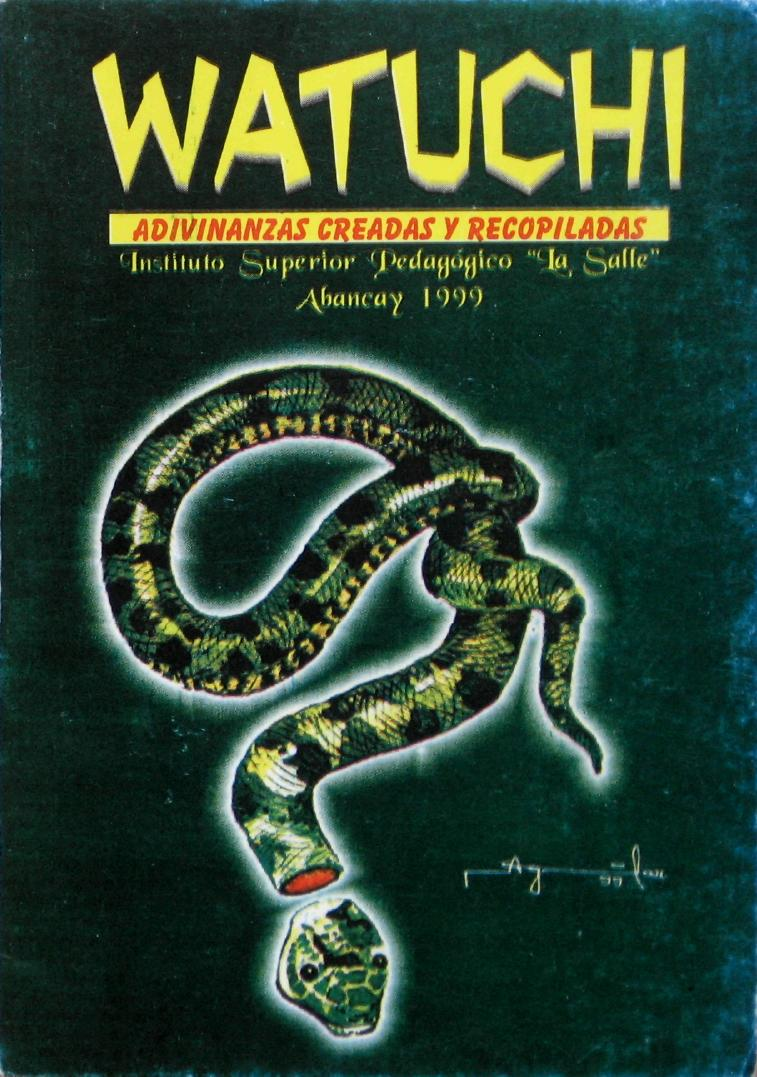 WATUCHI
ADIVINANZAS CREADAS Y RECOPILADAS
Instituto Superior Pedagógico "La Salle"
Abancay 1999